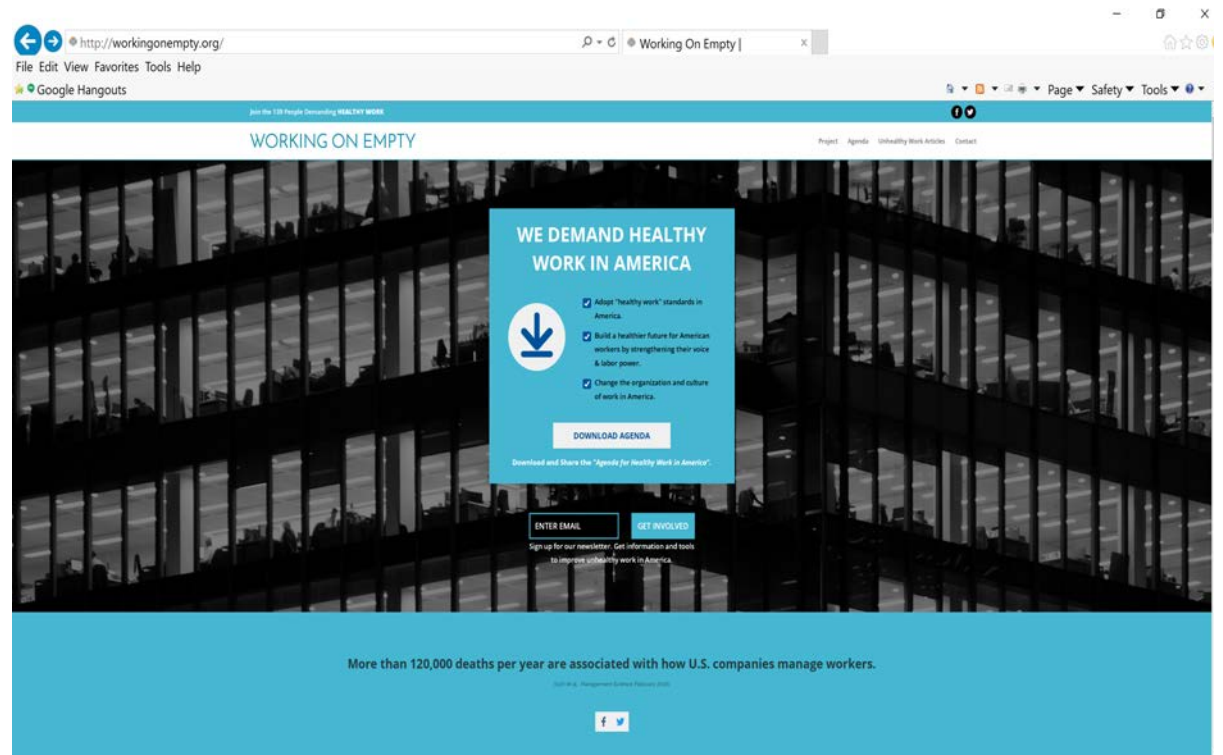 http://workingonempty.org/
Working On Empty |
x
File Edit View Favorites Tools Help
Google Hangouts
Page Safety Tools
Join the 139 People Demanding HEALTHY WORK
WORKING ON EMPTY
Project Agenda Unhealthy Work Articles Contact
WE DEMAND HEALTHY
WORK IN AMERICA
Adopt "healthy work" standards in
America.
Build a healthier future for American
workers by strengthening their voice
& labor power.
Change the organization and culture
of work in America.
DOWNLOAD AGENDA
Download and Share the "Agenda for Healthy Work in America".
ENTER EMAIL
GET INVOLVED
Sign up for our newsletter. Get information and tools
to improve unhealthy work in America.
More than 120,000 deaths per year are associated with how U.S. companies manage workers.